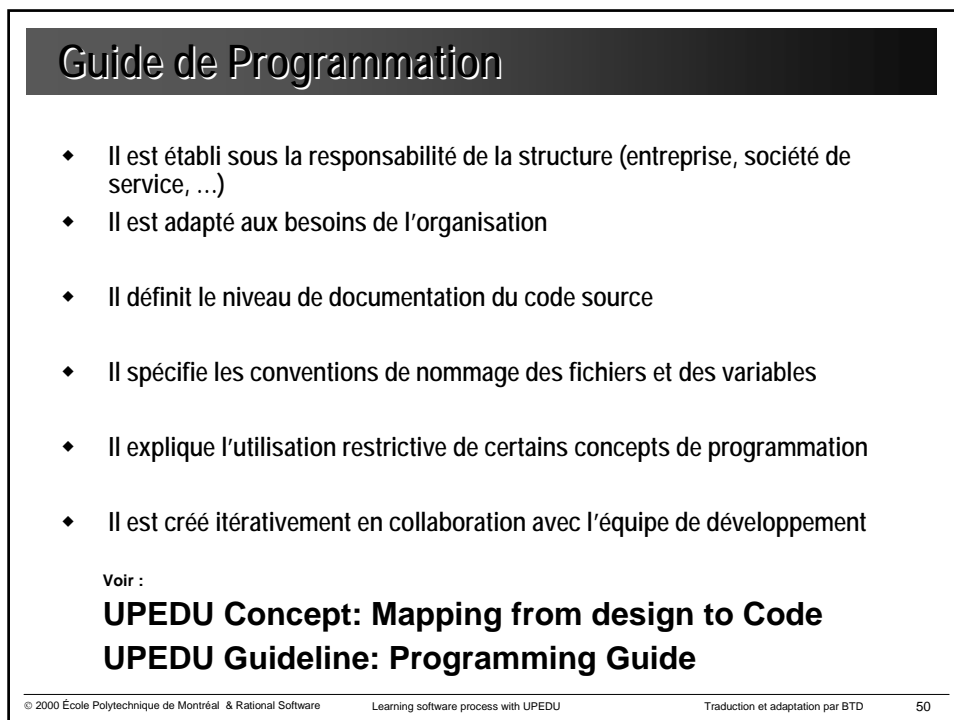 Guide de Programmation
◆ Il est établi sous la responsabilité de la structure (entreprise, société de
service, …)
◆ Il est adapté aux besoins de l'organisation
◆ Il définit le niveau de documentation du code source
◆ Il spécifie les conventions de nommage des fichiers et des variables
◆ Il explique l'utilisation restrictive de certains concepts de programmation
◆ Il est créé itérativement en collaboration avec l'équipe de développement
Voir :
UPEDU Concept: Mapping from design to Code
UPEDU Guideline: Programming Guide
© 2000 École Polytechnique de Montréal & Rational Software Learning software process with UPEDU Traduction et adaptation par BTD 50